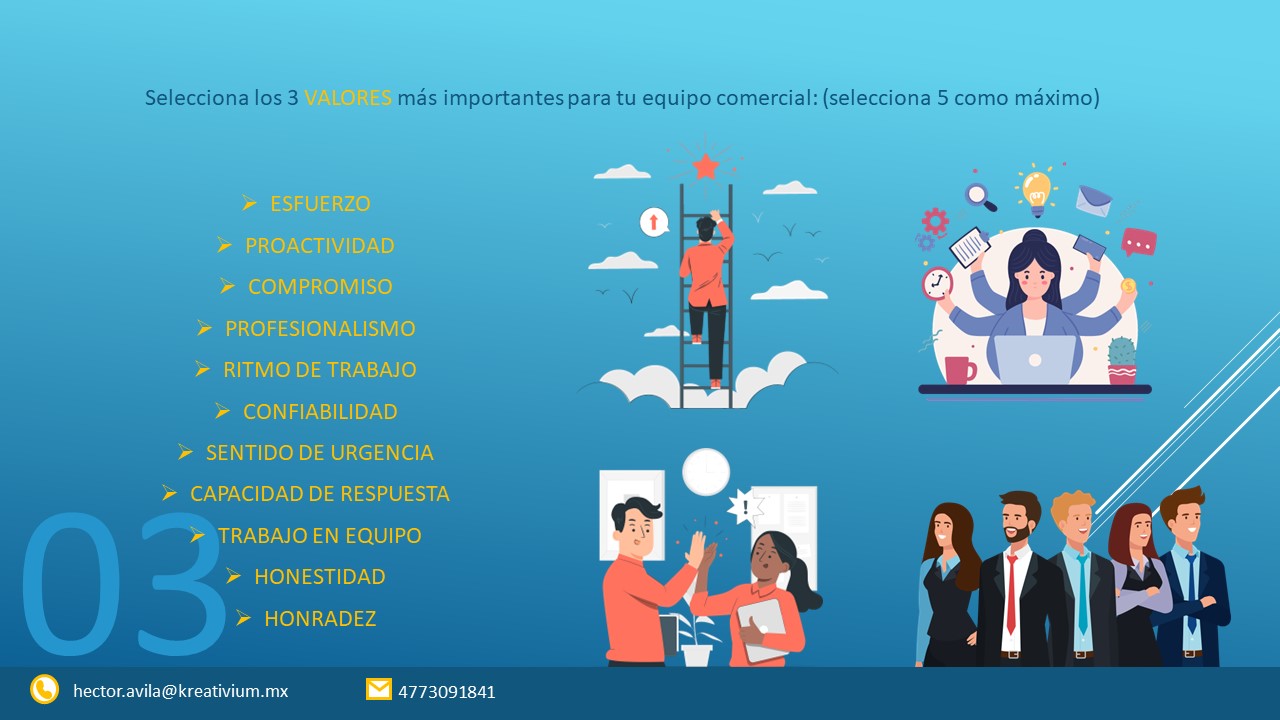 Selecciona los 3 VALORES más importantes para tu equipo comercial: (selecciona 5 como máximo)
ESFUERZO
PROACTIVIDAD
COMPROMISO
PROFESIONALISMO
RITMO DE TRABAJO
CONFIABILIDAD
SENTIDO DE URGENCIA
CAPACIDAD DE RESPUESTA
TRABAJO EN EQUIPO
HONESTIDAD
HONRADEZ
03
hector.avila@kreativium.mx
4773091841